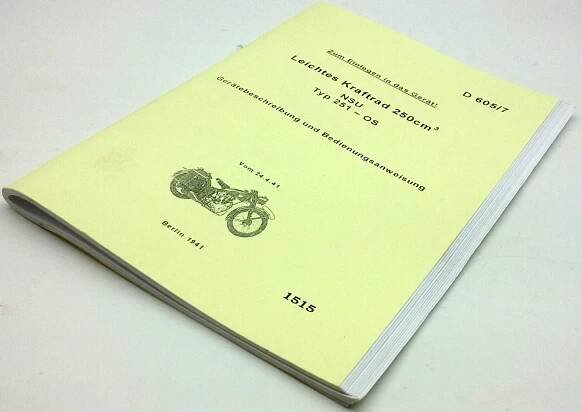 Zum Einlegen in das Gerät!
D 605/7
Leichtes Kraftrad 250cm³
NSU
Typ 251 – OS
Gerätebeschreibung und Bedienungsanweisung
Vom 24.4.41
Berlin 1941
1515